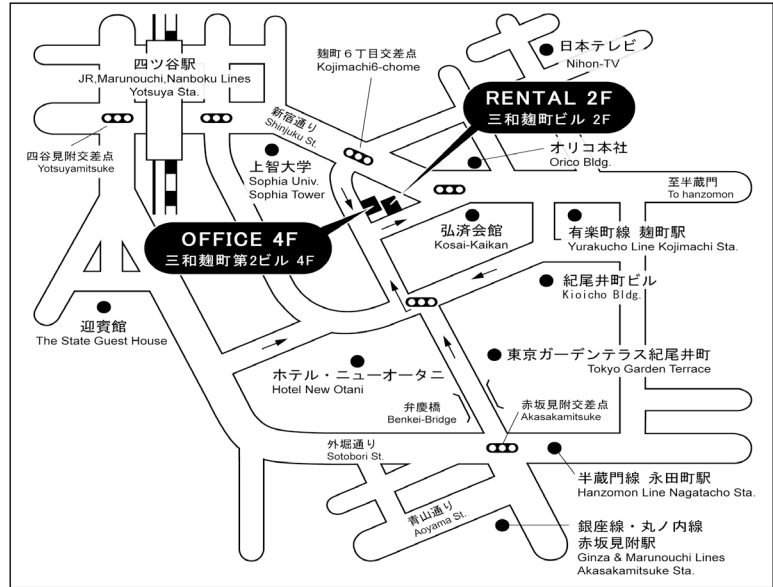 麹町6丁目交差点
Kojimachi6-chome
日本テレビ
Nihon-TV
四ツ谷駅
JR,Marunouchi,Nanboku Lines
Yotsuya Sta.
RENTAL 2F
三和麹町ビル 2F
新宿通り
Shinjuku St.
四谷見附交差点
Yotsuyamitsuke
上智大学
Sophia Univ.
Sophia Tower
オリコ本社
Orico Bldg.
至半蔵門
To hanzomon
OFFICE 4F
三和麹町第2ビル 4F
弘済会館
Kosai-Kaikan
有楽町線 麹町駅
Yurakucho Line Kojimachi Sta.
紀尾井町ビル
Kioicho Bldg.
迎賓館
The State Guest House
ホテル・ニューオータニ
Hotel New Otani
東京ガーデンテラス紀尾井町
Tokyo Garden Terrace
弁慶橋
Benkei-Bridge
赤坂見附交差点
Akasakamitsuke
外堀通り
Sotobori St.
半蔵門線 永田町駅
Hanzomon Line Nagatacho Sta.
青山通り
Aoyama St.
銀座線・丸ノ内線
赤坂見附駅
Ginza & Marunouchi Lines
Akasakamitsuke Sta.